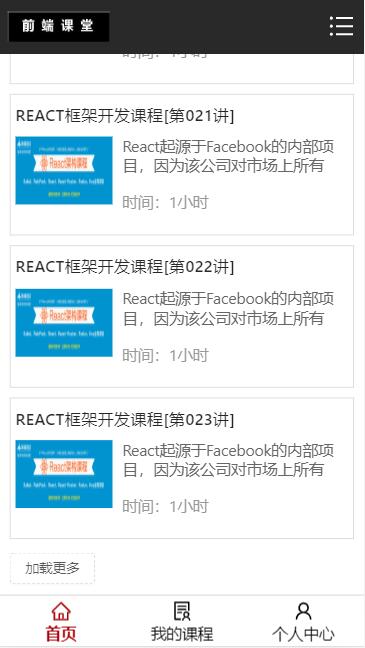 前端课堂
时间：1小时
REACT框架开发课程[第021讲]
React架构课程
React起源于Facebook的内部项
目，因为该公司对市场上所有
时间：1小时
REACT框架开发课程[第022讲]
React架构课程
React起源于Facebook的内部项
目，因为该公司对市场上所有
时间：1小时
REACT框架开发课程[第023讲]
React架构课程
React起源于Facebook的内部项
目，因为该公司对市场上所有
时间：1小时
加载更多
首页 我的课程 个人中心